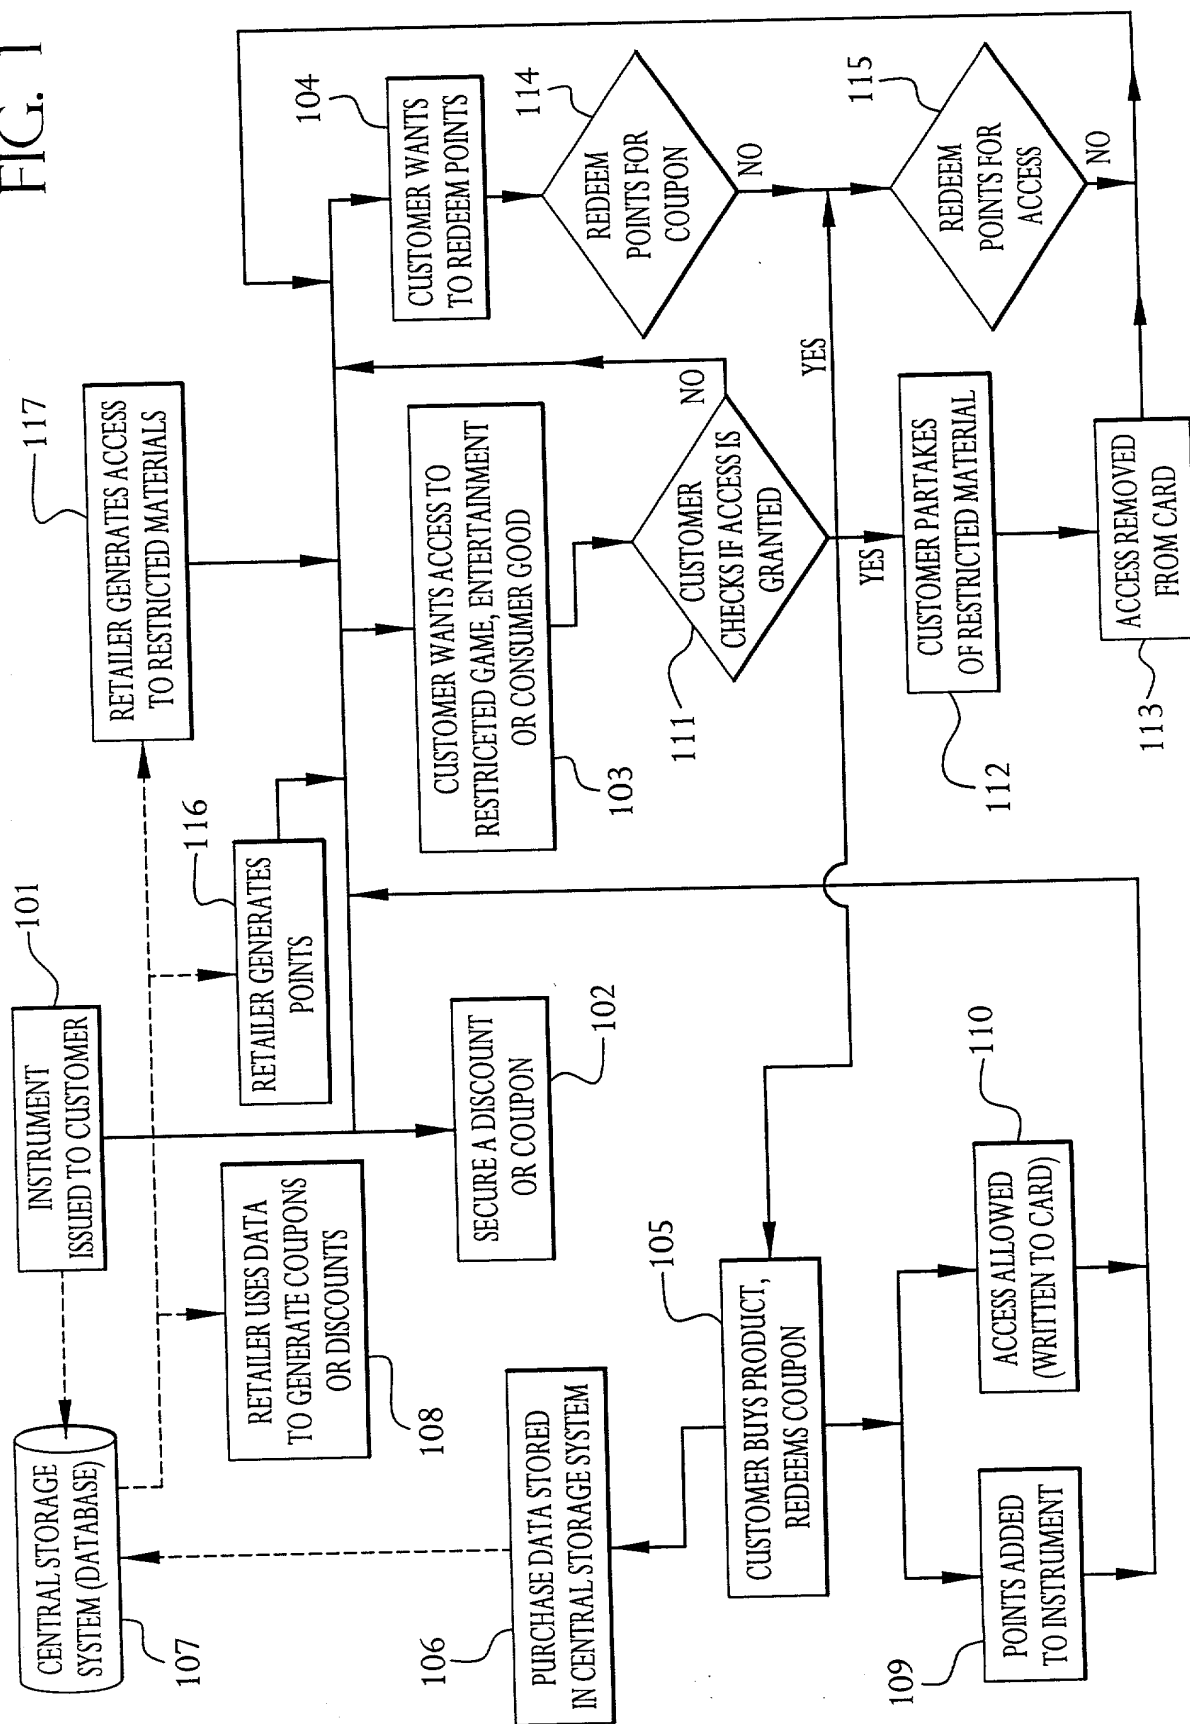 FIG. 1
101
INSTRUMENT
ISSUED TO CUSTOMER
117
RETAILER GENERATES ACCESS
TO RESTRICTED MATERIALS
CENTRAL STORAGE
SYSTEM (DATABASE)
107
RETAILER USES DATA
TO GENERATE COUPONS
OR DISCOUNTS
108
116
RETAILER GENERATES
POINTS
104
CUSTOMER WANTS
TO REDEEM POINTS
106
PURCHASE DATA STORED
IN CENTRAL STORAGE SYSTEM
SECURE A DISCOUNT
OR COUPON
102
CUSTOMER WANTS ACCESS TO
RESTRICETED GAME, ENTERTAINMENT
OR CONSUMER GOOD
103
114
REDEEM
POINTS FOR
COUPON
NO
105
CUSTOMER BUYS PRODUCT,
REDEEMS COUPON
111
CUSTOMER
CHECKS IF ACCESS IS
GRANTED
NO
YES
YES
115
REDEEM
POINTS FOR
ACCESS
NO
109
POINTS ADDED
TO INSTRUMENT
110
ACCESS ALLOWED
(WRITTEN TO CARD)
112
CUSTOMER PARTAKES
OF RESTRICTED MATERIAL
113
ACCESS REMOVED
FROM CARD